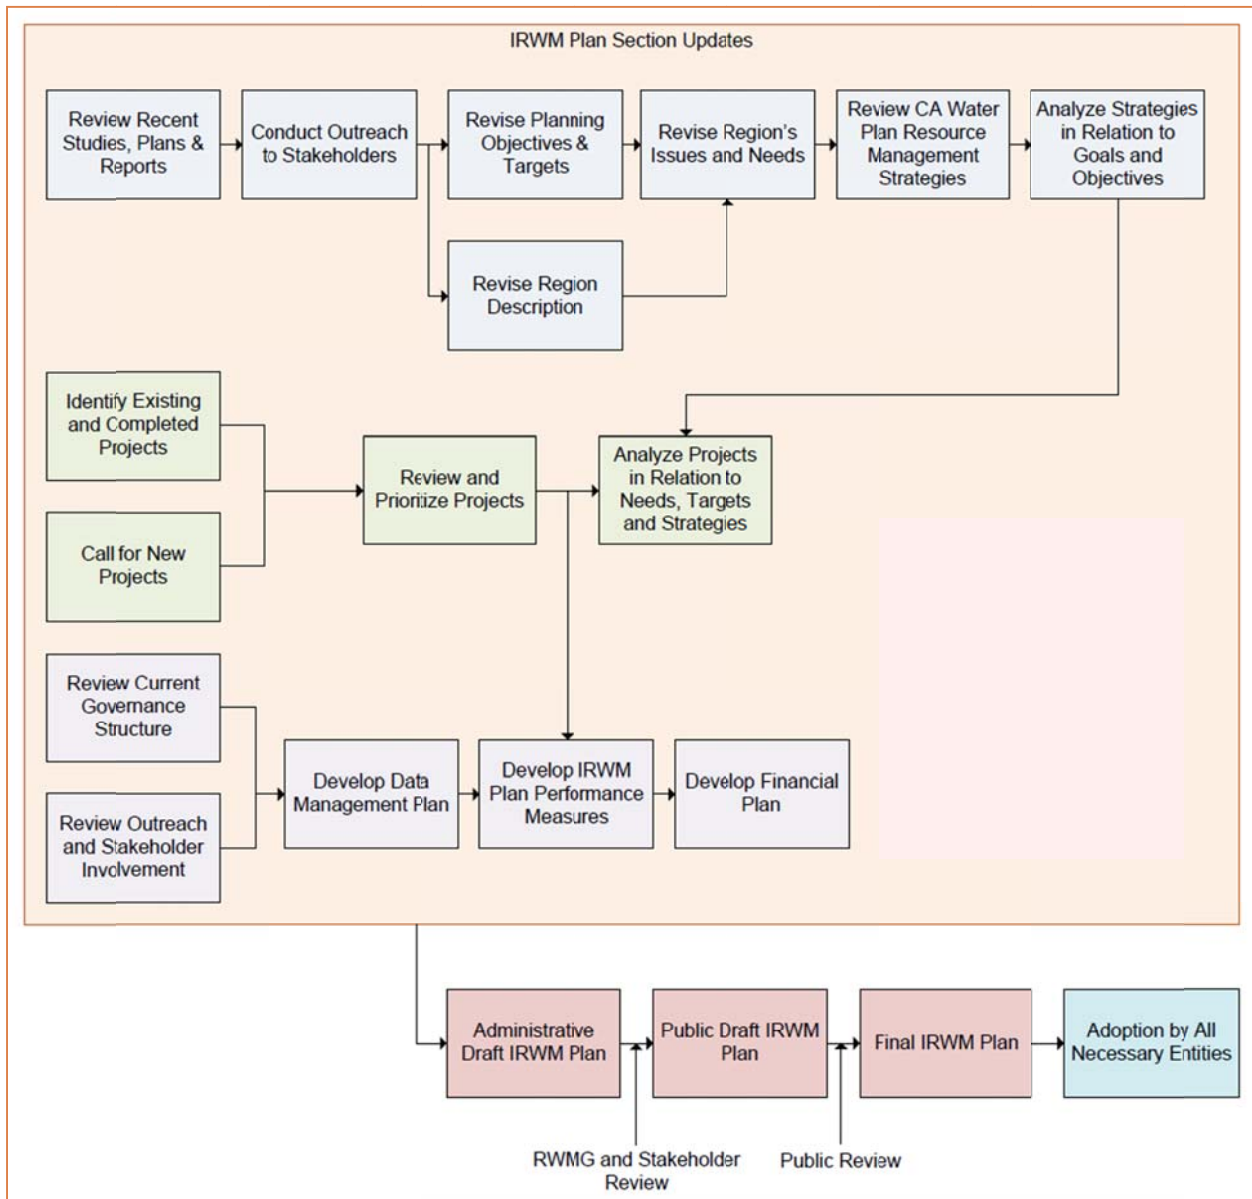 IRWM Plan Section Updates
Review Recent
Studies, Plans &
Reports
Conduct Outreach
to Stakeholders
Revise Planning
Objectives &
Targets
Revise Region's
Issues and Needs
Review CA Water
Plan Resource
Management
Strategies
Analyze Strategies
in Relation to
Goals and
Objectives
Revise Region
Description
Identify Existing
and Completed
Projects
Call for New
Projects
Review and
Prioritize Projects
Analyze Projects
in Relation to
Needs, Targets
and Strategies
Review Current
Governance
Structure
Review Outreach
and Stakeholder
Involvement
Develop Data
Management Plan
Develop IRWM
Plan Performance
Measures
Develop Financial
Plan
Administrative
Draft IRWM Plan
Public Draft IRWM
Plan
Final IRWM Plan
Adoption by All
Necessary Entities
RWMG and Stakeholder
Review
Public Review